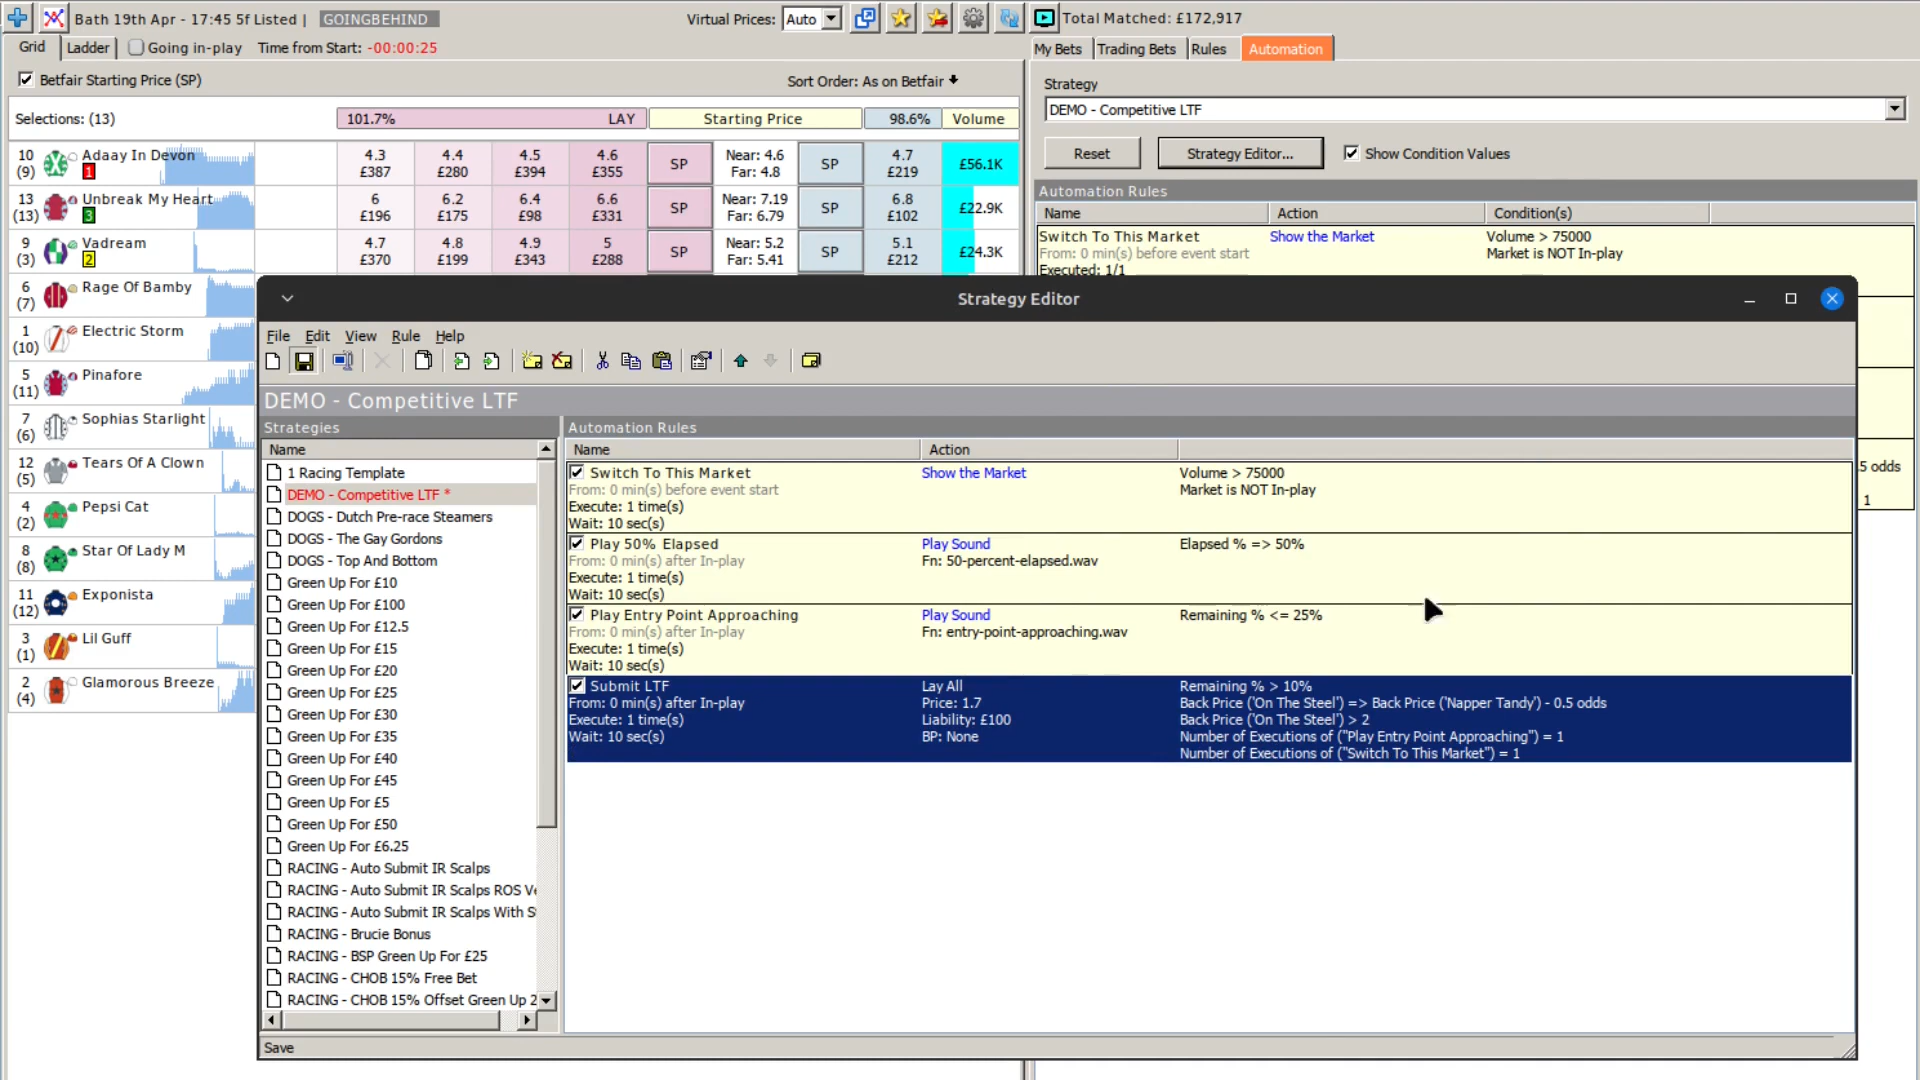 Bath 19th Apr - 17:45 5f Listed | GOINGBEHIND
Virtual Prices: Auto
Total Matched: £172,917
Grid Ladder Going in-play Time from Start: -00:00:25
My Bets Trading Bets Rules Automation
Betfair Starting Price (SP)
Sort Order: As on Betfair
Strategy
DEMO - Competitive LTF
Reset Strategy Editor... Show Condition Values
Selections: (13) 101.7% LAY Starting Price 98.6% Volume
10 Adaay In Devon 4.3 4.4 4.5 4.6 SP Near: 4.6 SP 4.7 £56.1K
(9) 1 £387 £280 £394 £355 Far: 4.8 £219
13 Unbreak My Heart 6 6.2 6.4 6.6 SP Near: 7.19 SP 6.8 £22.9K
(13) 3 £196 £175 £98 £331 Far: 6.79 £102
9 Vadream 4.7 4.8 4.9 5 SP Near: 5.2 SP 5.1 £24.3K
(3) 2 £370 £199 £343 £288 Far: 5.41 £212
Automation Rules
Name Action Condition(s)
Switch To This Market Show the Market Volume > 75000
From: 0 min(s) before event start Market is NOT In-play
Executed: 1/1
5 odds
1
6 Rage Of Bamby
(7)
1 Electric Storm
(10)
5 Pinafore
(11)
7 Sophias Starlight
(6)
12 Tears Of A Clown
(5)
4 Pepsi Cat
(2)
8 Star Of Lady M
(8)
11 Exponista
(12)
3 Lil Guff
(1)
2 Glamorous Breeze
(4)
Strategy Editor
File Edit View Rule Help
DEMO - Competitive LTF
Strategies
Name
1 Racing Template
DEMO - Competitive LTF *
DOGS - Dutch Pre-race Steamers
DOGS - The Gay Gordons
DOGS - Top And Bottom
Green Up For £10
Green Up For £100
Green Up For £12.5
Green Up For £15
Green Up For £20
Green Up For £25
Green Up For £30
Green Up For £35
Green Up For £40
Green Up For £45
Green Up For £5
Green Up For £50
Green Up For £6.25
RACING - Auto Submit IR Scalps
RACING - Auto Submit IR Scalps ROS V
RACING - Auto Submit IR Scalps With S
RACING - Brucie Bonus
RACING - BSP Green Up For £25
RACING - CHOB 15% Free Bet
RACING - CHOB 15% Offset Green Up 2
Automation Rules
Name Action
Switch To This Market Show the Market Volume > 75000
From: 0 min(s) before event start Market is NOT In-play
Execute: 1 time(s)
Wait: 10 sec(s)
Play 50% Elapsed Play Sound Elapsed % => 50%
From: 0 min(s) after In-play Fn: 50-percent-elapsed.wav
Execute: 1 time(s)
Wait: 10 sec(s)
Play Entry Point Approaching Play Sound Remaining % <= 25%
From: 0 min(s) after In-play Fn: entry-point-approaching.wav
Execute: 1 time(s)
Wait: 10 sec(s)
Submit LTF Lay All Remaining % > 10%
From: 0 min(s) after In-play Price: 1.7 Back Price ('On The Steel') => Back Price ('Napper Tandy') - 0.5 odds
Execute: 1 time(s) Liability: £100 Back Price ('On The Steel') > 2
Wait: 10 sec(s) BP: None Number of Executions of ("Play Entry Point Approaching") = 1
Number of Executions of ("Switch To This Market") = 1
Save